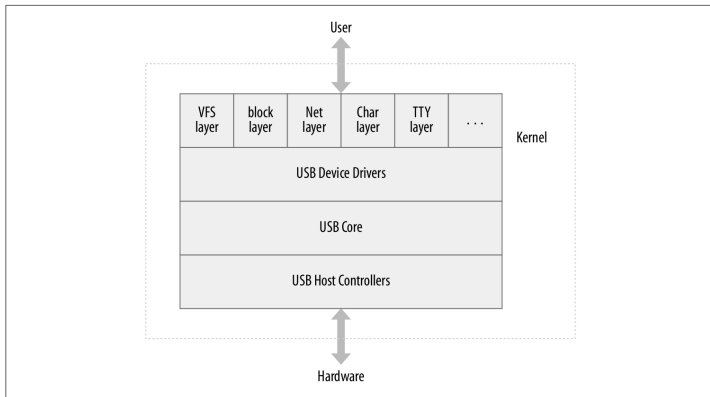 User
VFS
layer
block
layer
Net
layer
Char
layer
TTY
layer
...
Kernel
USB Device Drivers
USB Core
USB Host Controllers
Hardware